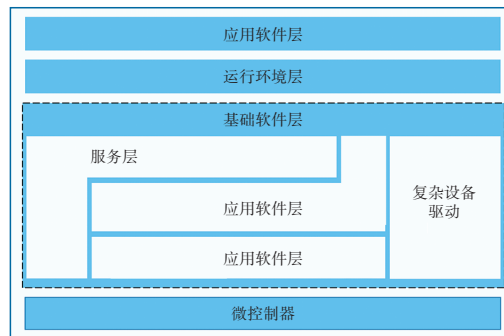 应用软件层
运行环境层
基础软件层
服务层
应用软件层
应用软件层
复杂设备
驱动
微控制器